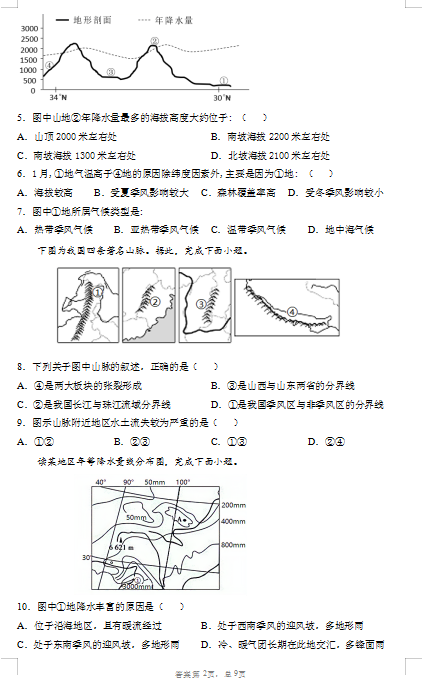 地形剖面 年降水量
3000
2500
2000
1500
1000
500
0
④ ③ ② ①
34°N 30°N
5．图中山地②年降水量最多的海拔高度大约位于：（ ）
A．山顶 2000 米左右处 B．南坡海拔 2200 米左右处
C．南坡海拔 1300 米左右处 D．北坡海拔 2100 米左右处
6．1 月，①地气温高于④地的原因除纬度因素外，主要是因为①地：（ ）
A．海拔较高 B．受夏季风影响较大 C．森林覆盖率高 D．受冬季风影响较小
7．图中①地所属气候类型是：
A．热带季风气候 B．亚热带季风气候 C．温带季风气候 D．地中海气候
下图为我国四条著名山脉。据此，完成下面小题。
① ② ③ ④
8．下列关于图中山脉的叙述，正确的是（ ）
A．④是两大板块的张裂形成 B．③是山西与山东两省的分界线
C．②是我国长江与珠江流域分界线 D．①是我国季风区与非季风区的分界线
9．图示山脉附近地区水土流失较为严重的是（ ）
A．①② B．②③ C．①③ D．②④
读某地区年等降水量线分布图，完成下面小题。
40° 90° 50mm 100°
200mm
50mm A
400mm
6 621 m
800mm
30°
①
3000mm
10．图中①地降水丰富的原因是（ ）
A．位于沿海地区，且有暖流经过 B．处于西南季风的迎风坡，多地形雨
C．处于东南季风的迎风坡，多地形雨 D．冷、暖气团长期在此地交汇，多锋面雨
答案第 2页，总 9页